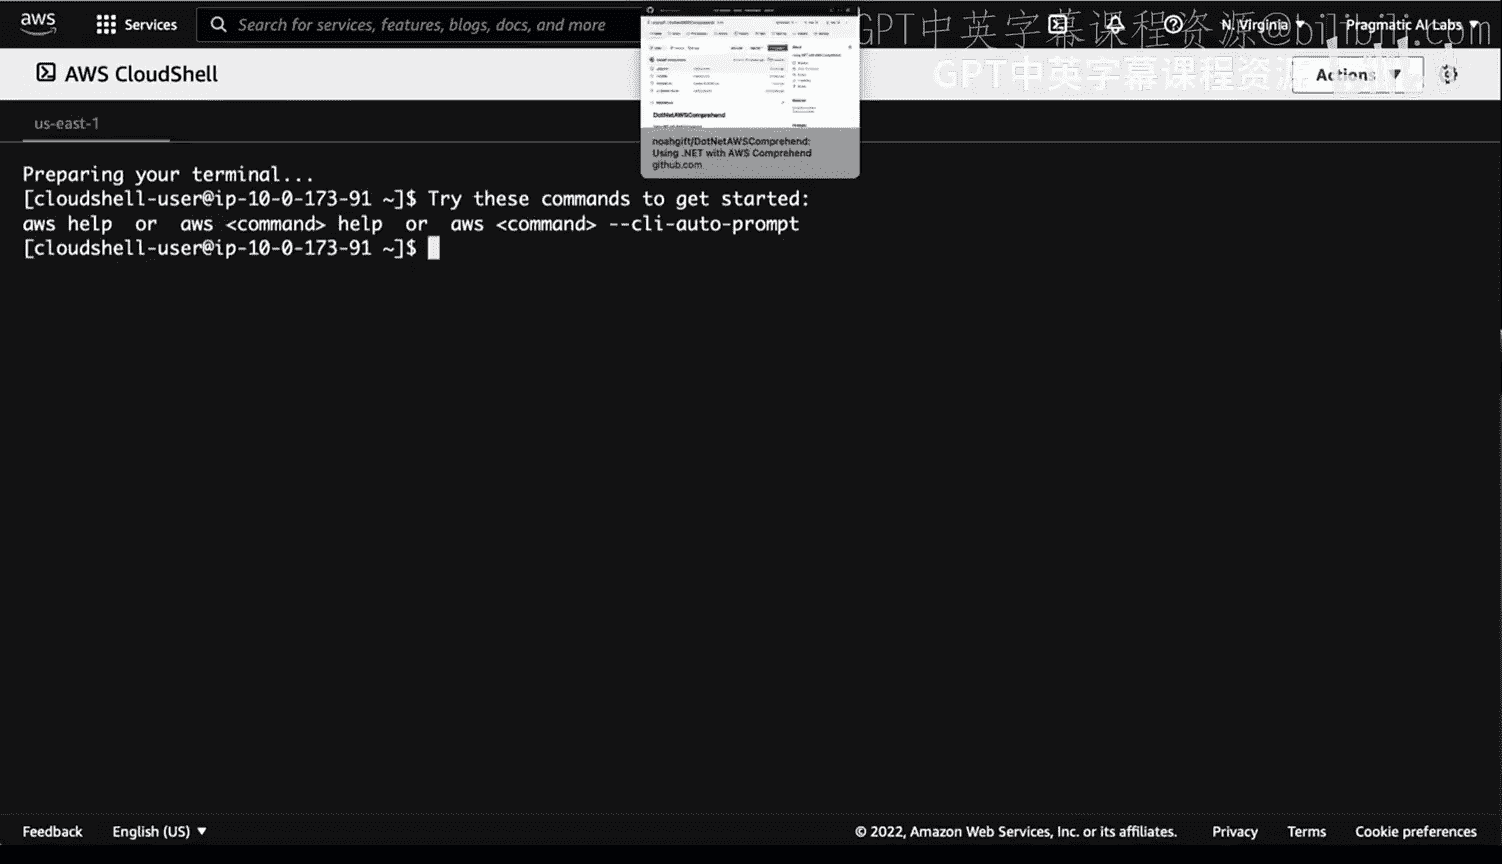 aws
Services
Search for services, features, blogs, docs, and more
N. Virginia
Pragmatic AI Labs
GPT中英字幕课程资源@bilibili.com
AWS CloudShell
Actions
GPT中英字幕课程资源
us-east-1
DotNetAWSComprehend
noahgift/DotNetAWSComprehend:
Using .NET with AWS Comprehend
github.com
Preparing your terminal...
[cloudshell-user@ip-10-0-173-91 ~]$ Try these commands to get started:
aws help or aws <command> help or aws <command> --cli-auto-prompt
[cloudshell-user@ip-10-0-173-91 ~]$
Feedback
English (US)
© 2022, Amazon Web Services, Inc. or its affiliates.
Privacy
Terms
Cookie preferences